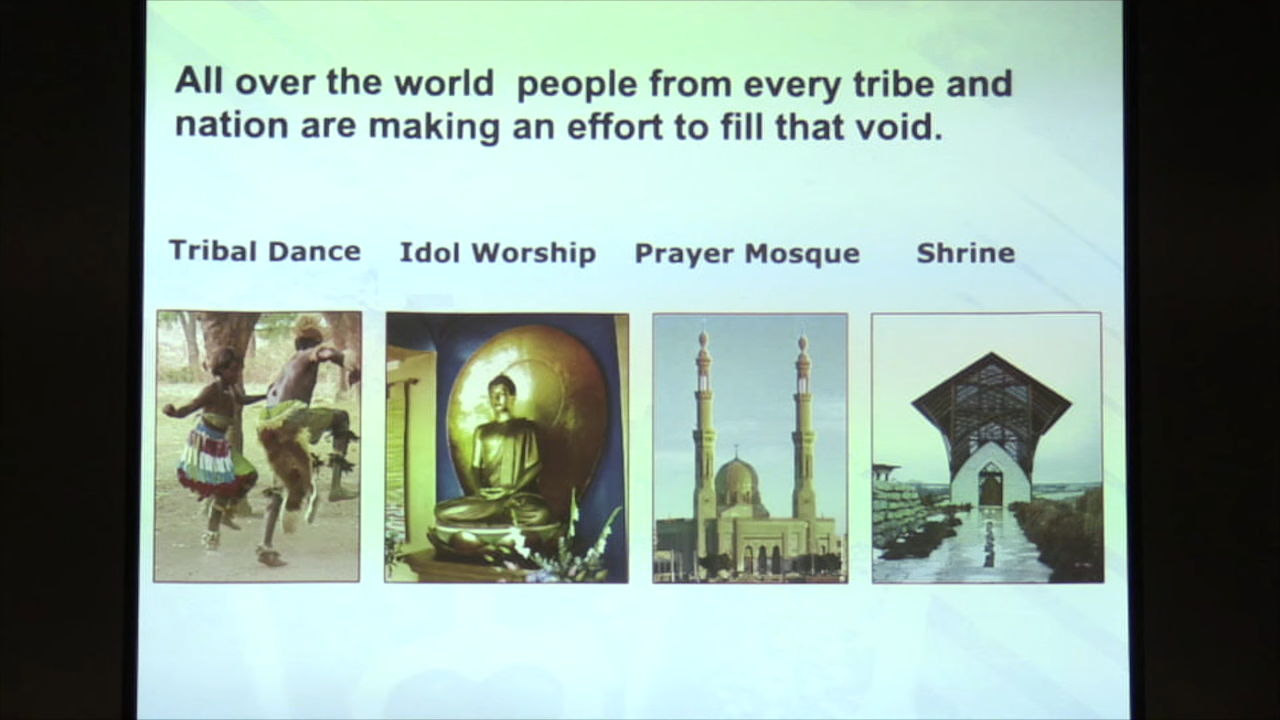 All over the world people from every tribe and
nation are making an effort to fill that void.
Tribal Dance Idol Worship Prayer Mosque Shrine